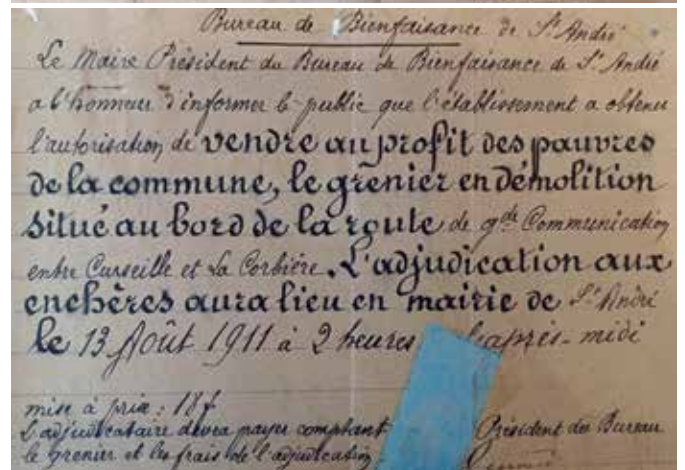 Bureau de Bienfaisance de St André
Le Maire Président du Bureau de Bienfaisance de St André
a l'honneur d'informer le public que l'établissement a obtenu
l'autorisation de vendre au profit des pauvres
de la commune, le grenier en démolition
situé au bord de la route de gde Communication
entre Curseille et La Corbière. L'adjudication aux
enchères aura lieu en mairie de St André
le 13 Août 1911 à 2 heures l'après-midi
mise à prix : 18 f
L'adjudicataire devra payer comptant Président du Bureau
le grenier et les frais de l'adjudication